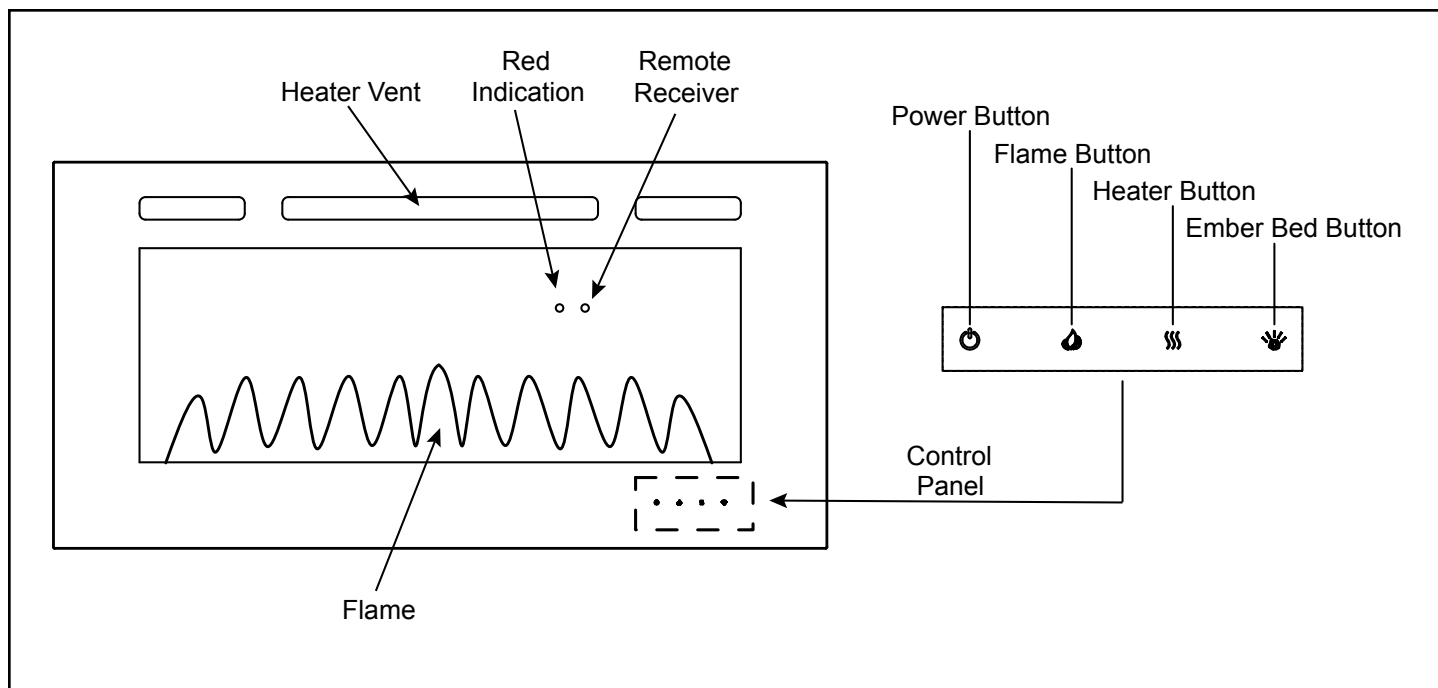 Heater Vent
Red
Indication
Remote
Receiver
Power Button
Flame Button
Heater Button
Ember Bed Button
Control
Panel
Flame